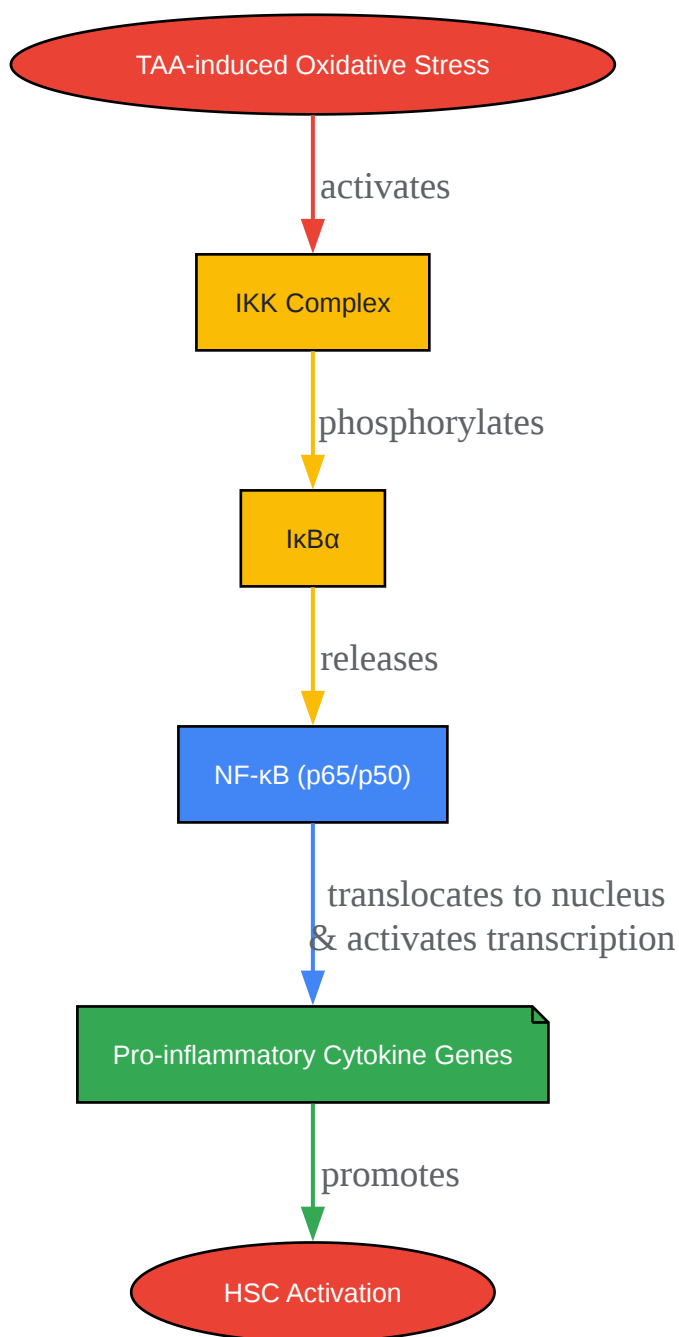 TAA-induced Oxidative Stress
activates
IKK Complex
phosphorylates
IκBα
releases
NF-κB (p65/p50)
translocates to nucleus
& activates transcription
Pro-inflammatory Cytokine Genes
promotes
HSC Activation